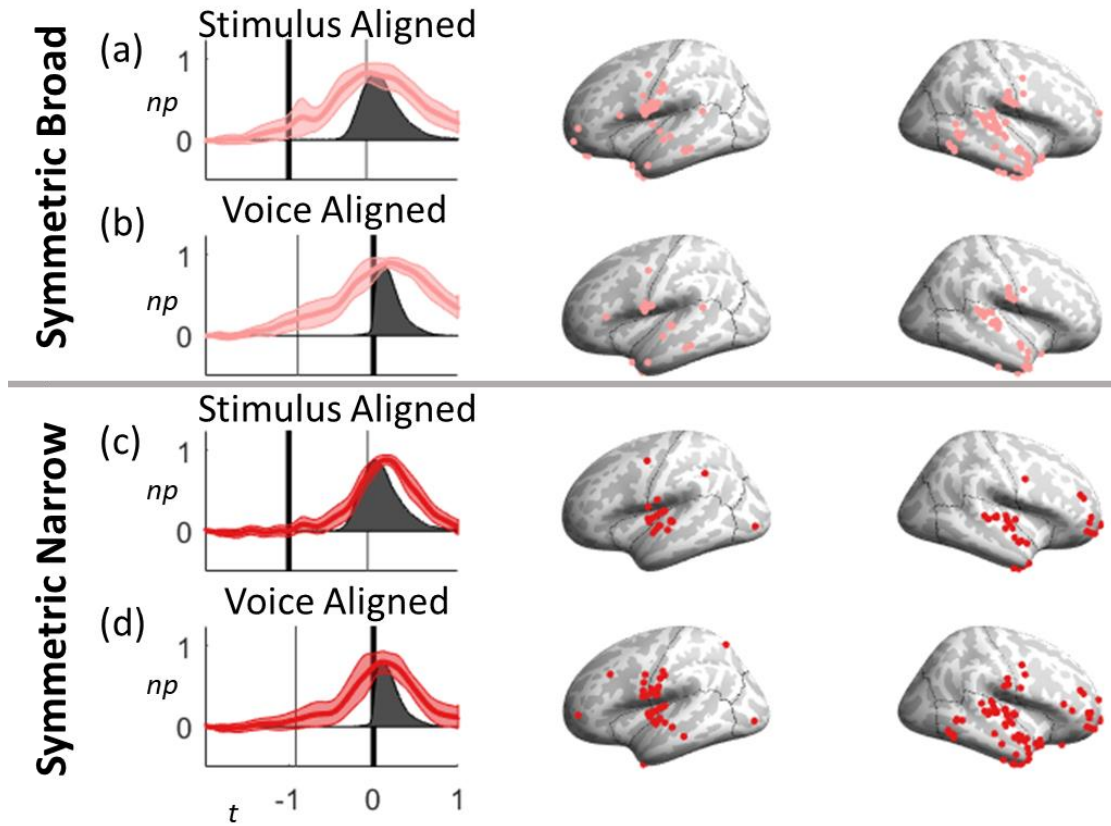 Symmetric Broad
(a)
Stimulus Aligned
1
np
0
(b)
Voice Aligned
1
np
0
Symmetric Narrow
(c)
Stimulus Aligned
1
np
0
(d)
Voice Aligned
1
np
0
t
-1 0 1